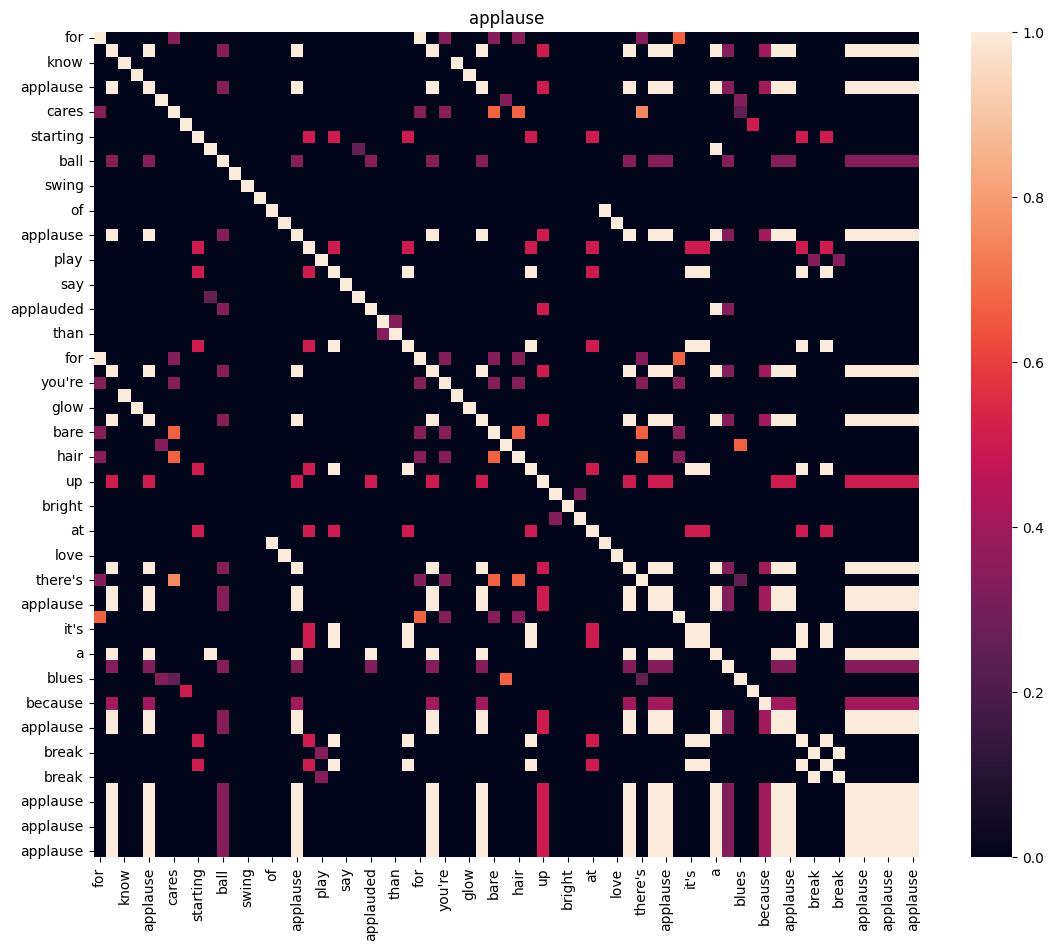 applause
for
know
applause
cares
starting
ball
swing
of
applause
play
say
applauded
than
for
you're
glow
bare
hair
up
bright
at
love
there's
applause
it's
a
blues
because
applause
break
break
applause
applause
applause
for
know
applause
cares
starting
ball
swing
of
applause
play
say
applauded
than
for
you're
glow
bare
hair
up
bright
at
love
there's
applause
it's
a
blues
because
applause
break
break
applause
applause
applause
1.0
0.8
0.6
0.4
0.2
0.0